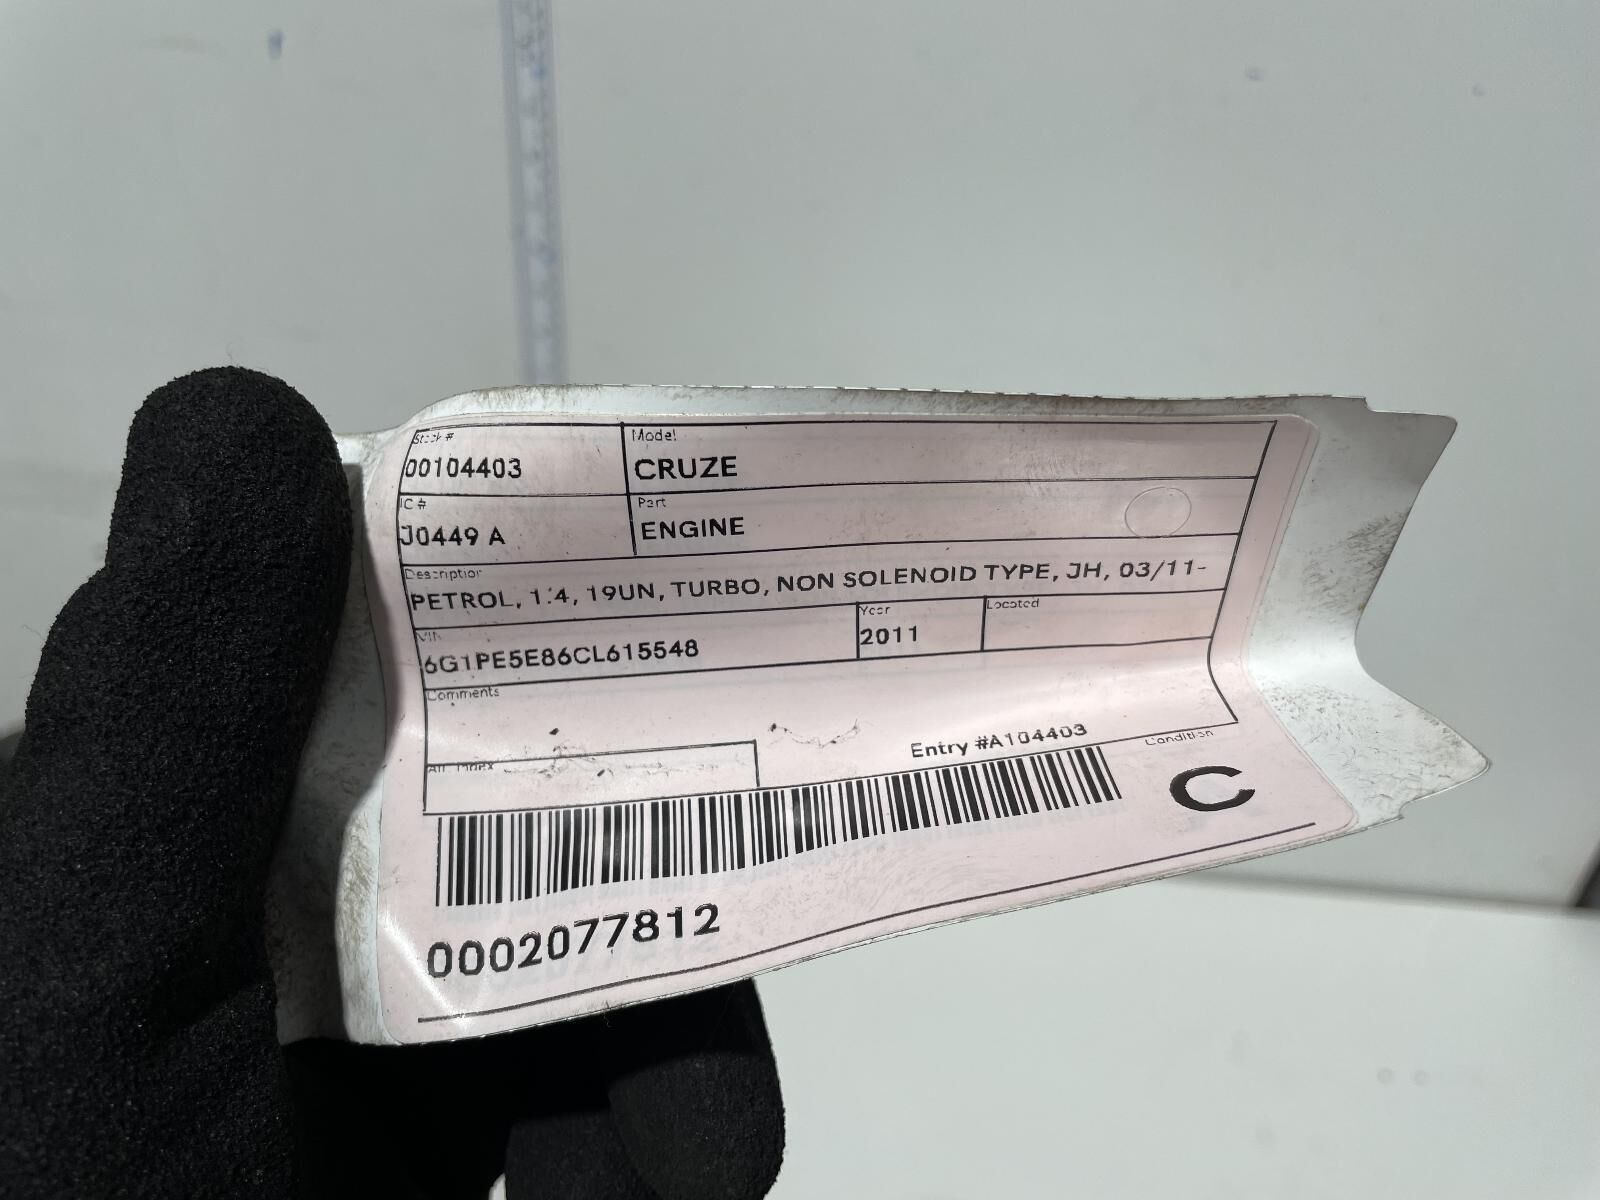 Stock #
00104403
Model
CRUZE
IC #
J0449 A
Part
ENGINE
Description
PETROL, 1.4, 19UN, TURBO, NON SOLENOID TYPE, JH, 03/11-
VIN
6G1PE5E86CL615548
Year
2011
Located
Comments
Entry #A104403
Condition
C
0002077812